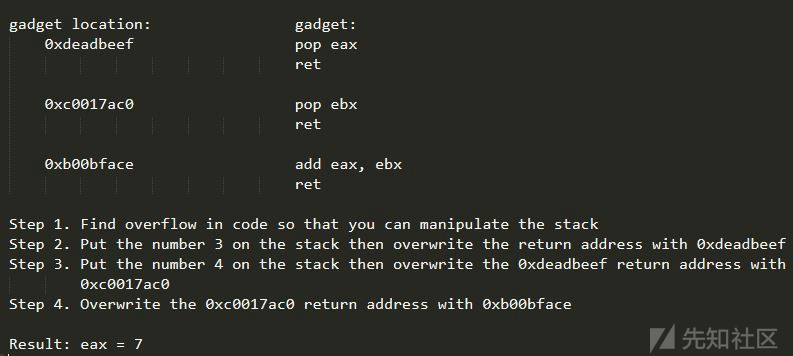 gadget location: gadget:
0xdeadbeef pop eax
ret
0xc0017ac0 pop ebx
ret
0xb00bface add eax, ebx
ret
Step 1. Find overflow in code so that you can manipulate the stack
Step 2. Put the number 3 on the stack then overwrite the return address with 0xdeadbeef
Step 3. Put the number 4 on the stack then overwrite the 0xdeadbeef return address with
0xc0017ac0
Step 4. Overwrite the 0xc0017ac0 return address with 0xb00bface
Result: eax = 7
先知社区